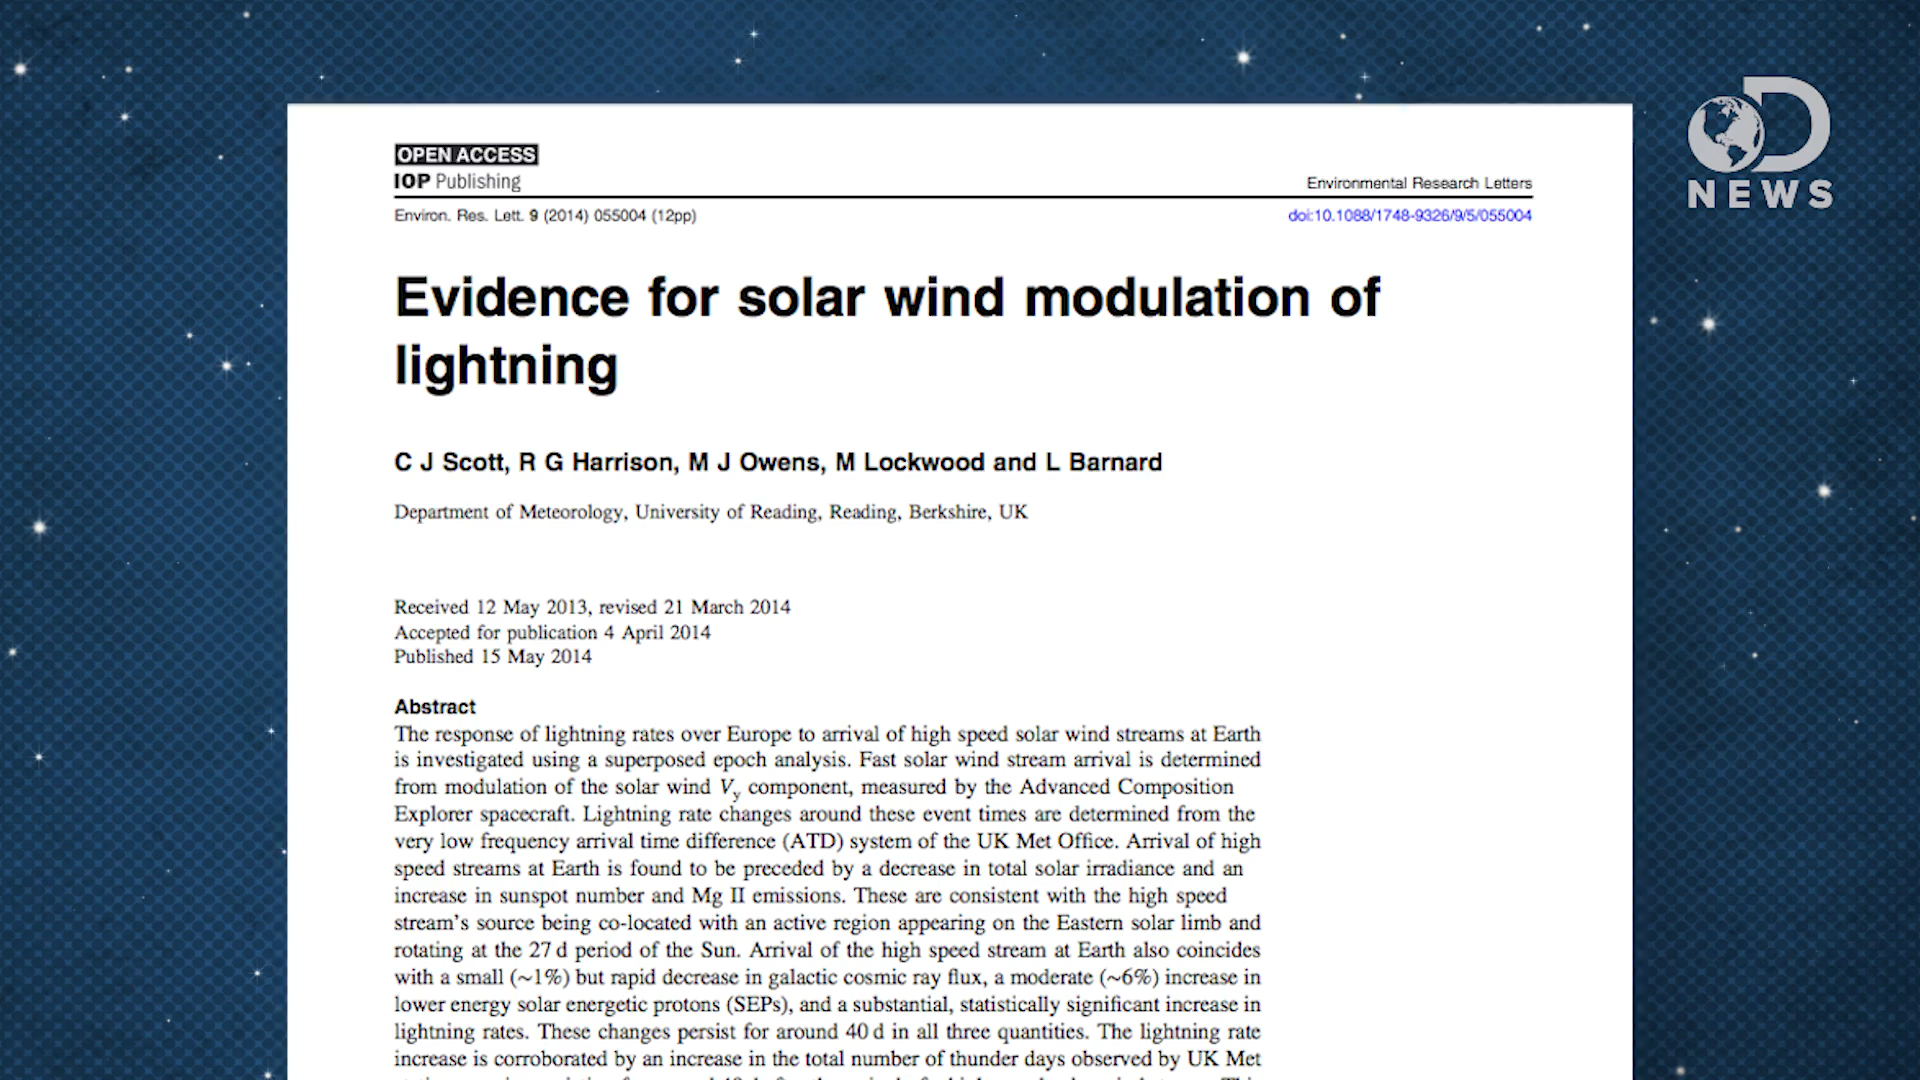 OPEN ACCESS
IOP Publishing
Environmental Research Letters
Environ. Res. Lett. 9 (2014) 055004 (12pp)
doi:10.1088/1748-9326/9/5/055004
D
NEWS
Evidence for solar wind modulation of
lightning
C J Scott, R G Harrison, M J Owens, M Lockwood and L Barnard
Department of Meteorology, University of Reading, Reading, Berkshire, UK
Received 12 May 2013, revised 21 March 2014
Accepted for publication 4 April 2014
Published 15 May 2014
Abstract
The response of lightning rates over Europe to arrival of high speed solar wind streams at Earth
is investigated using a superposed epoch analysis. Fast solar wind stream arrival is determined
from modulation of the solar wind Vy component, measured by the Advanced Composition
Explorer spacecraft. Lightning rate changes around these event times are determined from the
very low frequency arrival time difference (ATD) system of the UK Met Office. Arrival of high
speed streams at Earth is found to be preceded by a decrease in total solar irradiance and an
increase in sunspot number and Mg II emissions. These are consistent with the high speed
stream's source being co-located with an active region appearing on the Eastern solar limb and
rotating at the 27 d period of the Sun. Arrival of the high speed stream at Earth also coincides
with a small (~1%) but rapid decrease in galactic cosmic ray flux, a moderate (~6%) increase in
lower energy solar energetic protons (SEPs), and a substantial, statistically significant increase in
lightning rates. These changes persist for around 40 d in all three quantities. The lightning rate
increase is corroborated by an increase in the total number of thunder days observed by UK Met